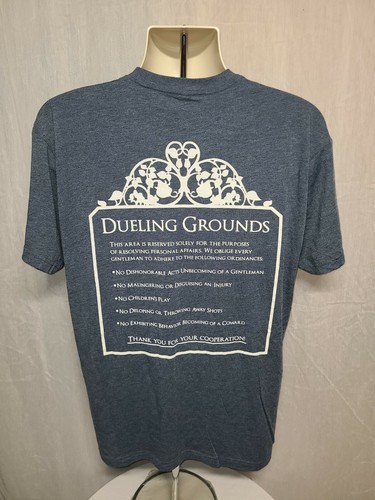 DUELING GROUNDS
THIS AREA IS RESERVED SOLELY FOR THE PURPOSES
OF RESOLVING PERSONAL AFFAIRS. WE OBLIGE EVERY
GENTLEMAN TO ADHERE TO THE FOLLOWING ORDINANCES:
•NO DISHONORABLE ACTS UNBECOMING OF A GENTLEMAN
•NO MALINGERING OR DISGUISING AN INJURY
•NO CHILDREN'S PLAY
•NO DELOPING OR THROWING AWAY SHOTS
•NO EXHIBITING BEHAVIOR BECOMING OF A COWARD
THANK YOU FOR YOUR COOPERATION!